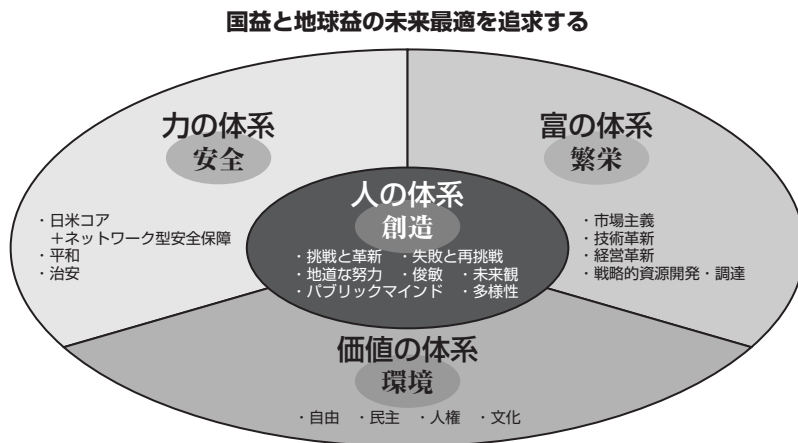 国益と地球益の未来最適を追求する
力の体系
安全
・日米コア
＋ネットワーク型安全保障
・平和
・治安
富の体系
繁栄
・市場主義
・技術革新
・経営革新
・戦略的資源開発・調達
人の体系
創造
・挑戦と革新　・失敗と再挑戦
・地道な努力　・俊敏　・未来観
・パブリックマインド　・多様性
価値の体系
環境
・自由　・民主　・人権　・文化